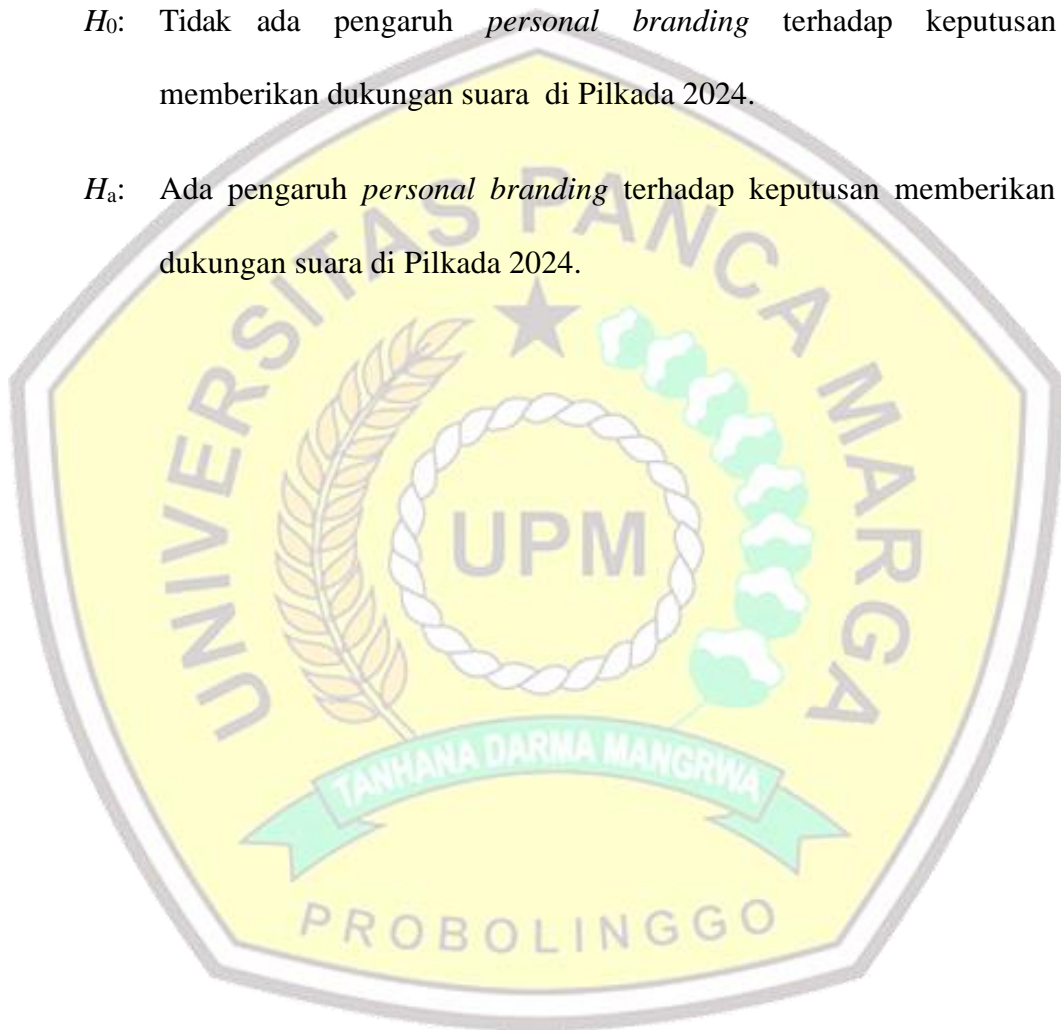 H0: Tidak ada pengaruh personal branding terhadap keputusan
memberikan dukungan suara di Pilkada 2024.
Ha: Ada pengaruh personal branding terhadap keputusan memberikan
dukungan suara di Pilkada 2024.
UNIVERSITAS PANCA MARGA
UPM
TANHANA DARMA MANGRWA
PROBOLINGGO